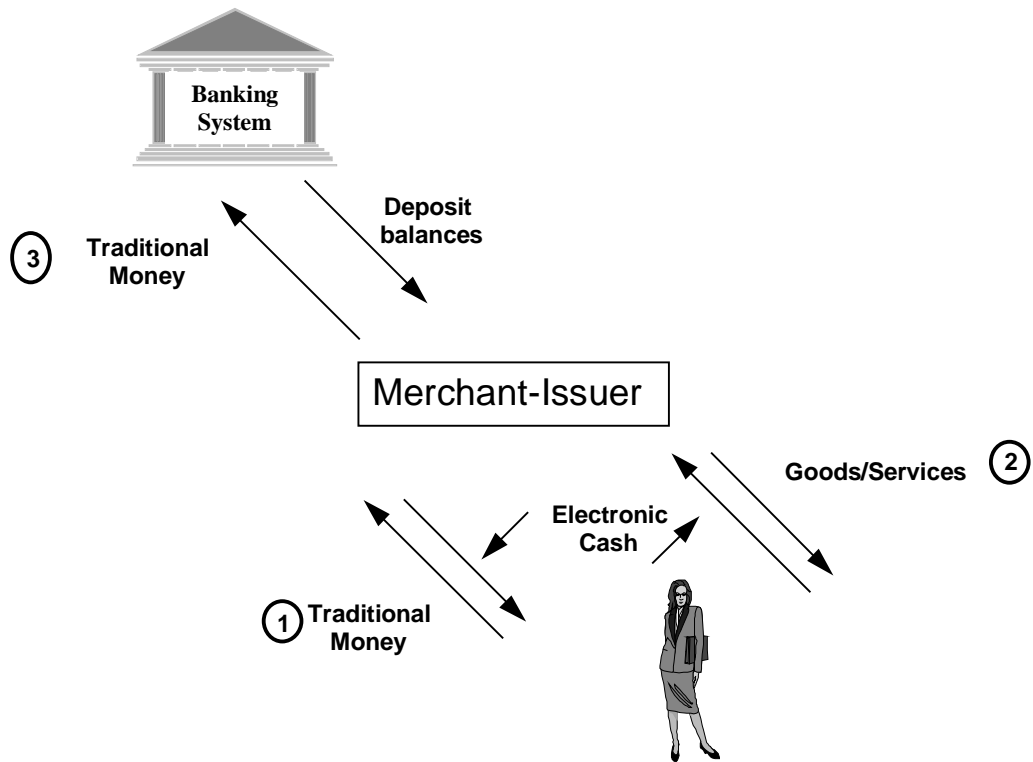 Banking
System
Deposit
balances
3
Traditional
Money
Merchant-Issuer
Goods/Services
2
Electronic
Cash
1
Traditional
Money